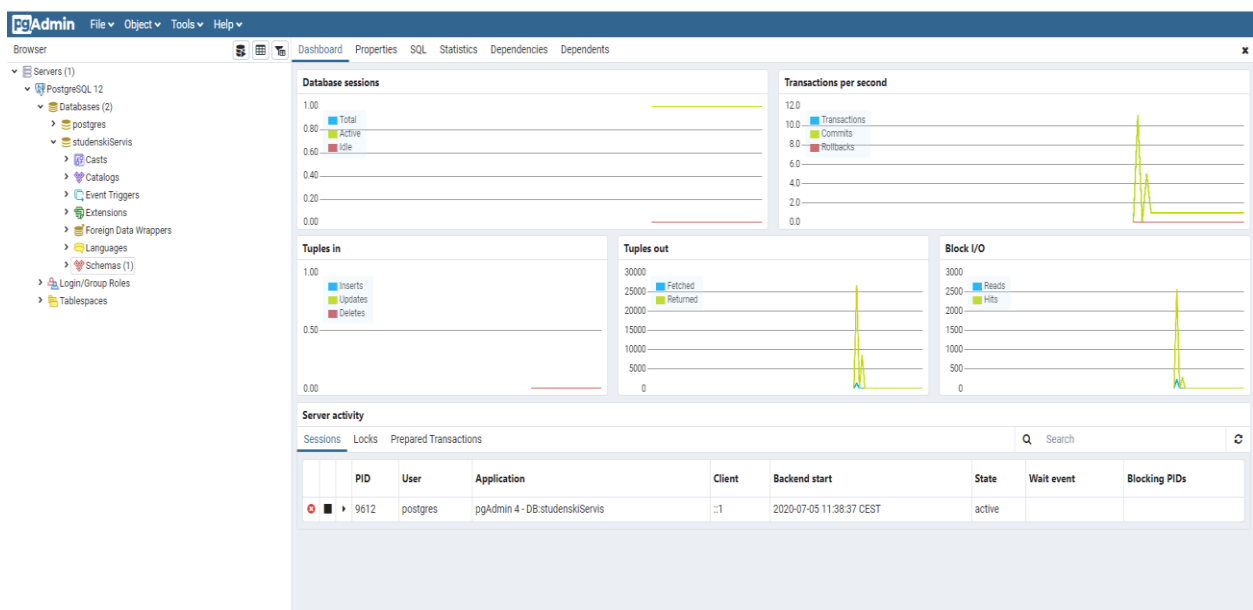 pgAdmin File Object Tools Help
Browser
Dashboard Properties SQL Statistics Dependencies Dependents
Servers (1)
PostgreSQL 12
Databases (2)
postgres
studenskiServis
Casts
Catalogs
Event Triggers
Extensions
Foreign Data Wrappers
Languages
Schemas (1)
Login/Group Roles
Tablespaces
Database sessions
1.00
0.80
0.60
0.40
0.20
0.00
Total
Active
Idle
Transactions per second
12.0
10.0
8.0
6.0
4.0
2.0
0.0
Transactions
Commits
Rollbacks
Tuples in
1.00
0.50
0.00
Inserts
Updates
Deletes
Tuples out
30000
25000
20000
15000
10000
5000
0
Fetched
Returned
Block I/O
3000
2500
2000
1500
1000
500
0
Reads
Hits
Server activity
Sessions Locks Prepared Transactions
Search
PID User Application Client Backend start State Wait event Blocking PIDs
9612 postgres pgAdmin 4 - DB:studenskiServis ::1 2020-07-05 11:38:37 CEST active